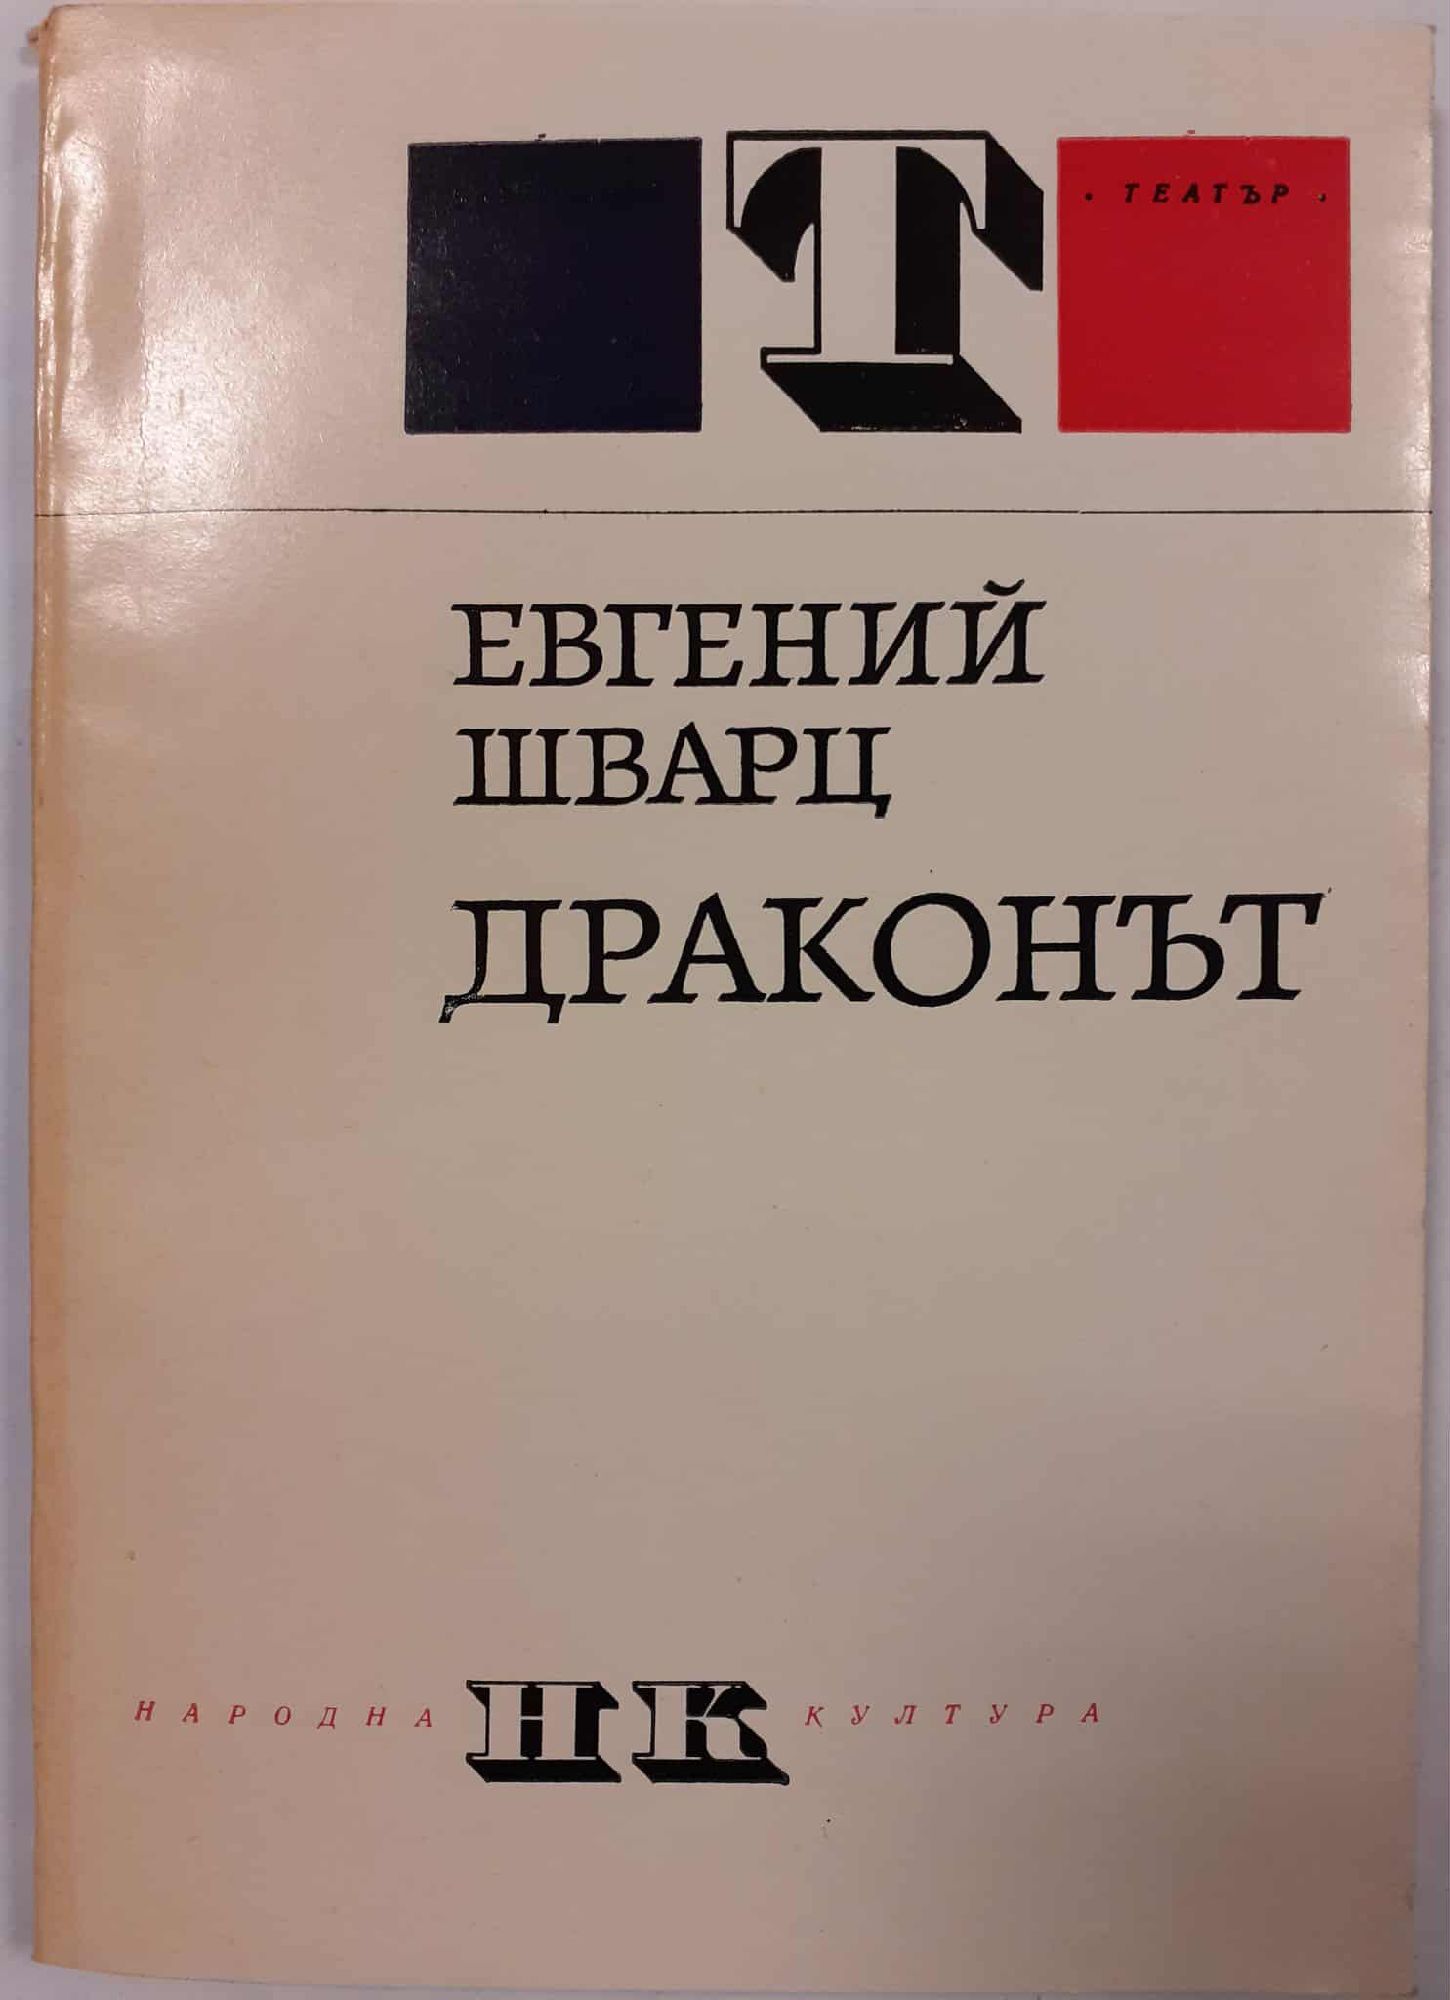 Т
• ТЕАТЪР •
ЕВГЕНИЙ
ШВАРЦ
ДРАКОНЪТ
НАРОДНА НК КУЛТУРА